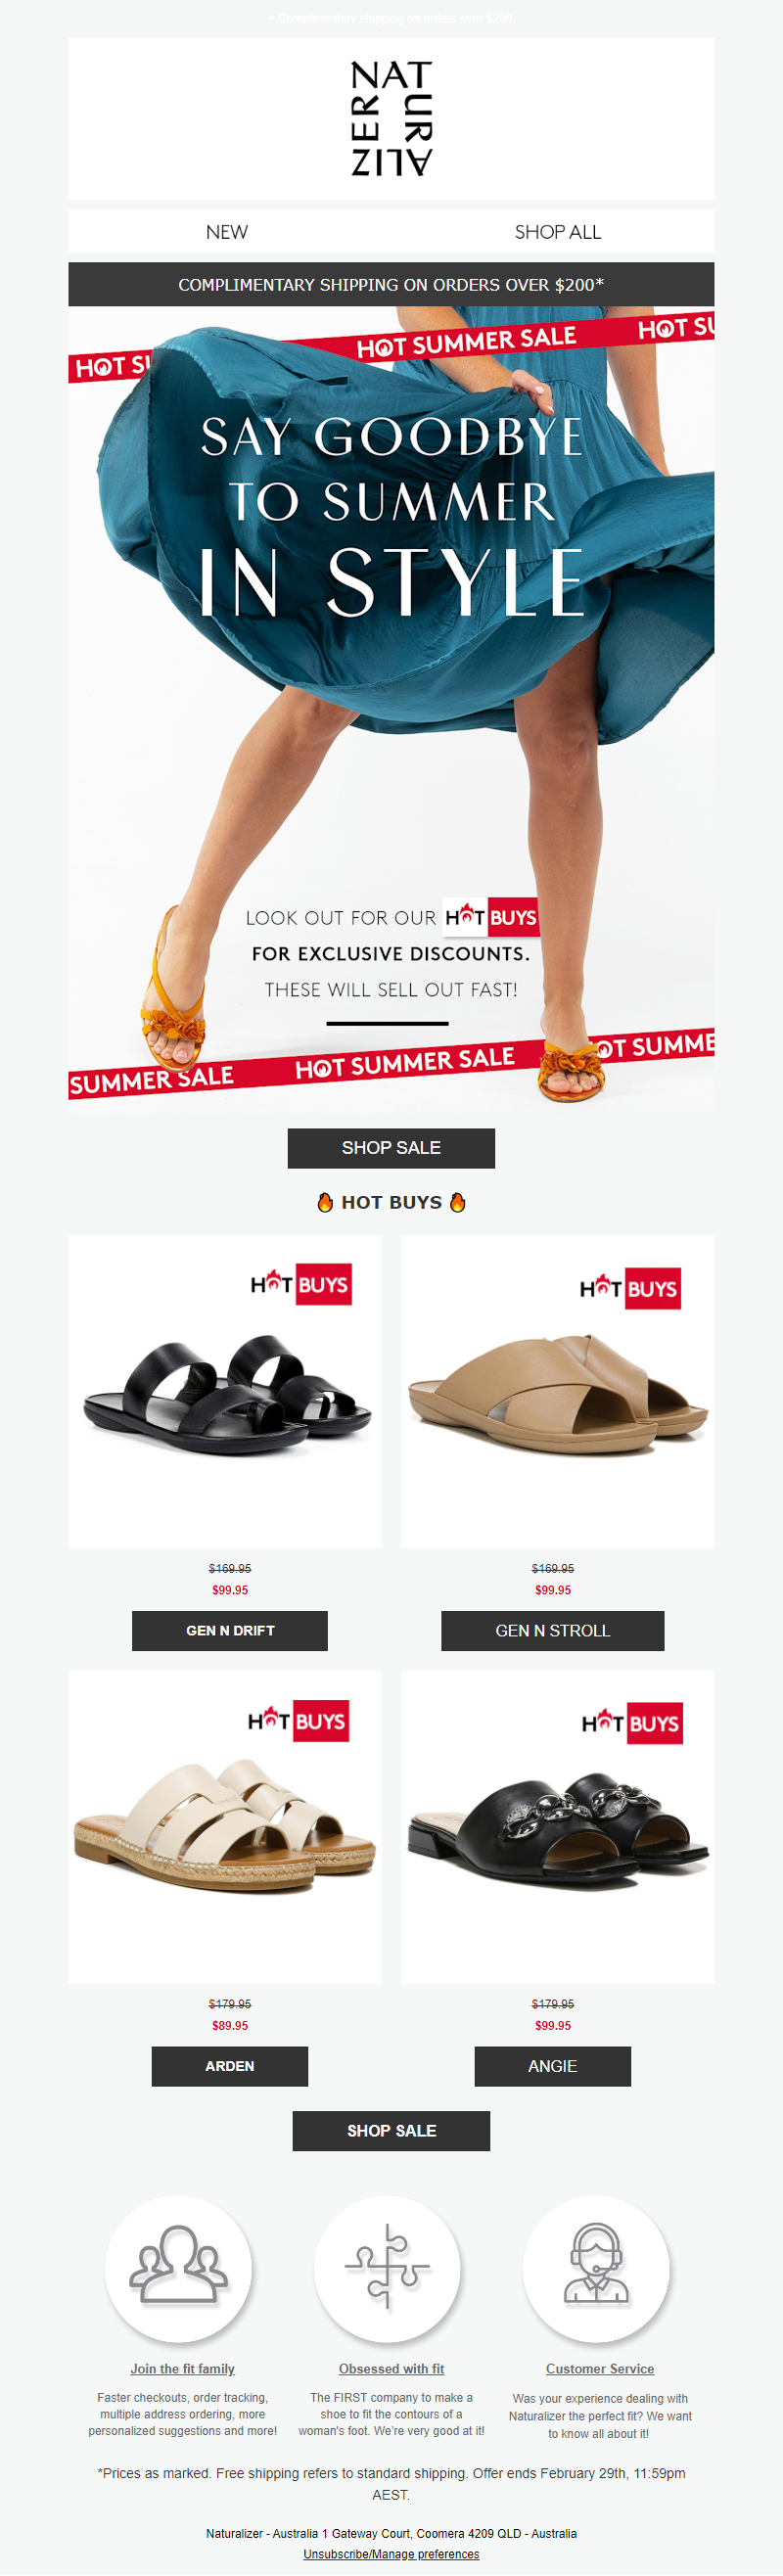 * Complimentary shipping on orders over $200
NATURALIZER
NEW
SHOP ALL
COMPLIMENTARY SHIPPING ON ORDERS OVER $200*
HOT SU
HOT SUMMER SALE
HOT S
SAY GOODBYE
TO SUMMER
IN STYLE
LOOK OUT FOR OUR HOT BUYS
FOR EXCLUSIVE DISCOUNTS.
THESE WILL SELL OUT FAST!
SUMMER SALE
HOT SUMMER SALE
OT SUMME
SHOP SALE
🔥 HOT BUYS 🔥
HOT BUYS
HOT BUYS
$169.95
$99.95
GEN N DRIFT
$169.95
$99.95
GEN N STROLL
HOT BUYS
HOT BUYS
$179.95
$89.95
ARDEN
$179.95
$99.95
ANGIE
SHOP SALE
Join the fit family
Faster checkouts, order tracking,
multiple address ordering, more
personalized suggestions and more!
Obsessed with fit
The FIRST company to make a
shoe to fit the contours of a
woman's foot. We're very good at it!
Customer Service
Was your experience dealing with
Naturalizer the perfect fit? We want
to know all about it!
*Prices as marked. Free shipping refers to standard shipping. Offer ends February 29th, 11:59pm
AEST.
Naturalizer - Australia 1 Gateway Court, Coomera 4209 QLD - Australia
Unsubscribe/Manage preferences